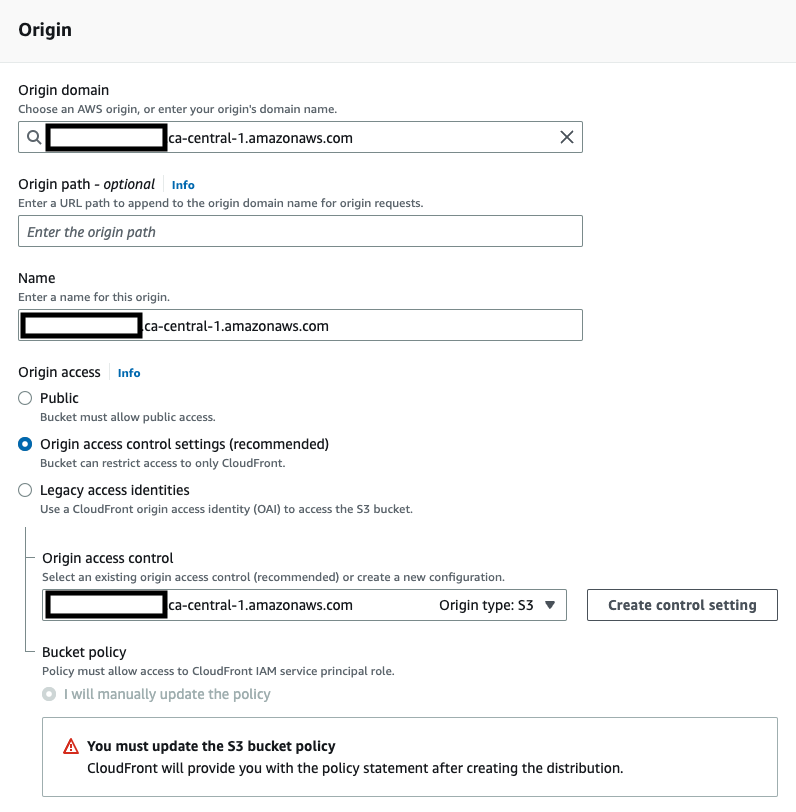 Origin
Origin domain
Choose an AWS origin, or enter your origin's domain name.
ca-central-1.amazonaws.com
Origin path - optional Info
Enter a URL path to append to the origin domain name for origin requests.
Enter the origin path
Name
Enter a name for this origin.
.ca-central-1.amazonaws.com
Origin access Info
Public
Bucket must allow public access.
Origin access control settings (recommended)
Bucket can restrict access to only CloudFront.
Legacy access identities
Use a CloudFront origin access identity (OAI) to access the S3 bucket.
Origin access control
Select an existing origin access control (recommended) or create a new configuration.
ca-central-1.amazonaws.com Origin type: S3 Create control setting
Bucket policy
Policy must allow access to CloudFront IAM service principal role.
I will manually update the policy
You must update the S3 bucket policy
CloudFront will provide you with the policy statement after creating the distribution.